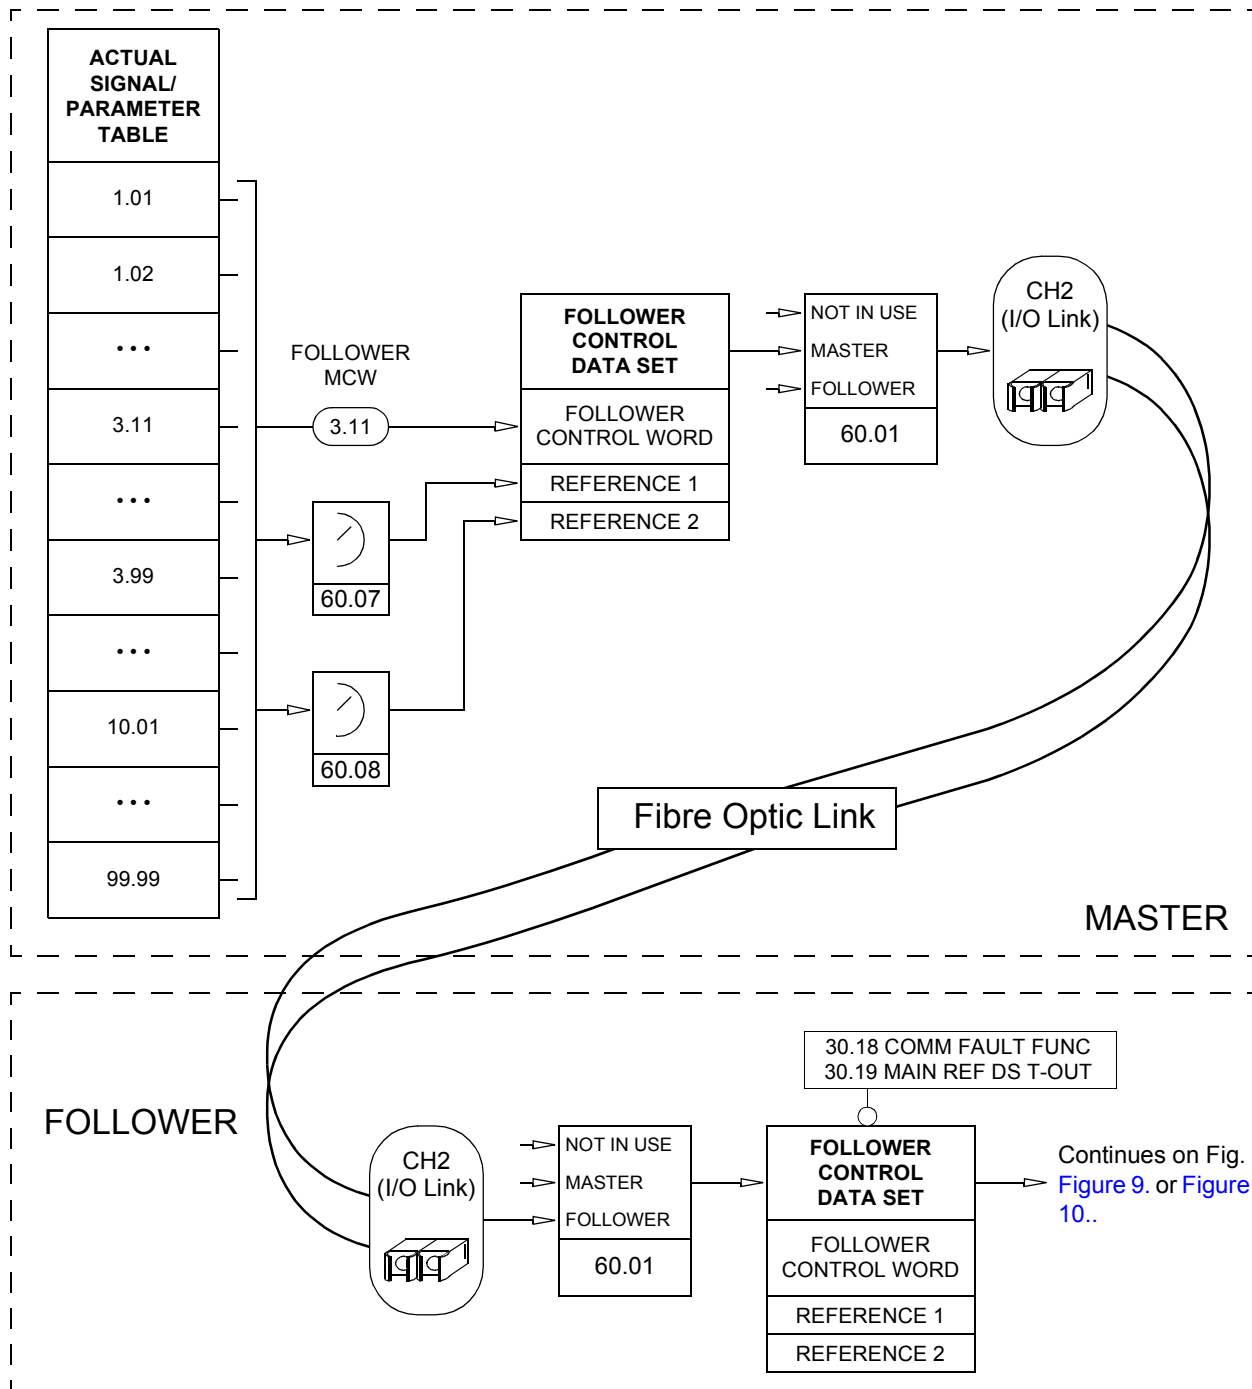 ACTUAL
SIGNAL/
PARAMETER
TABLE
1.01
1.02
•••
3.11
•••
3.99
•••
10.01
•••
99.99
FOLLOWER
MCW
3.11
60.07
60.08
FOLLOWER
CONTROL
DATA SET
FOLLOWER
CONTROL WORD
REFERENCE 1
REFERENCE 2
NOT IN USE
MASTER
FOLLOWER
60.01
CH2
(I/O Link)
Fibre Optic Link
MASTER
FOLLOWER
CH2
(I/O Link)
NOT IN USE
MASTER
FOLLOWER
60.01
30.18 COMM FAULT FUNC
30.19 MAIN REF DS T-OUT
FOLLOWER
CONTROL
DATA SET
FOLLOWER
CONTROL WORD
REFERENCE 1
REFERENCE 2
Continues on Fig.
Figure 9. or Figure
10..